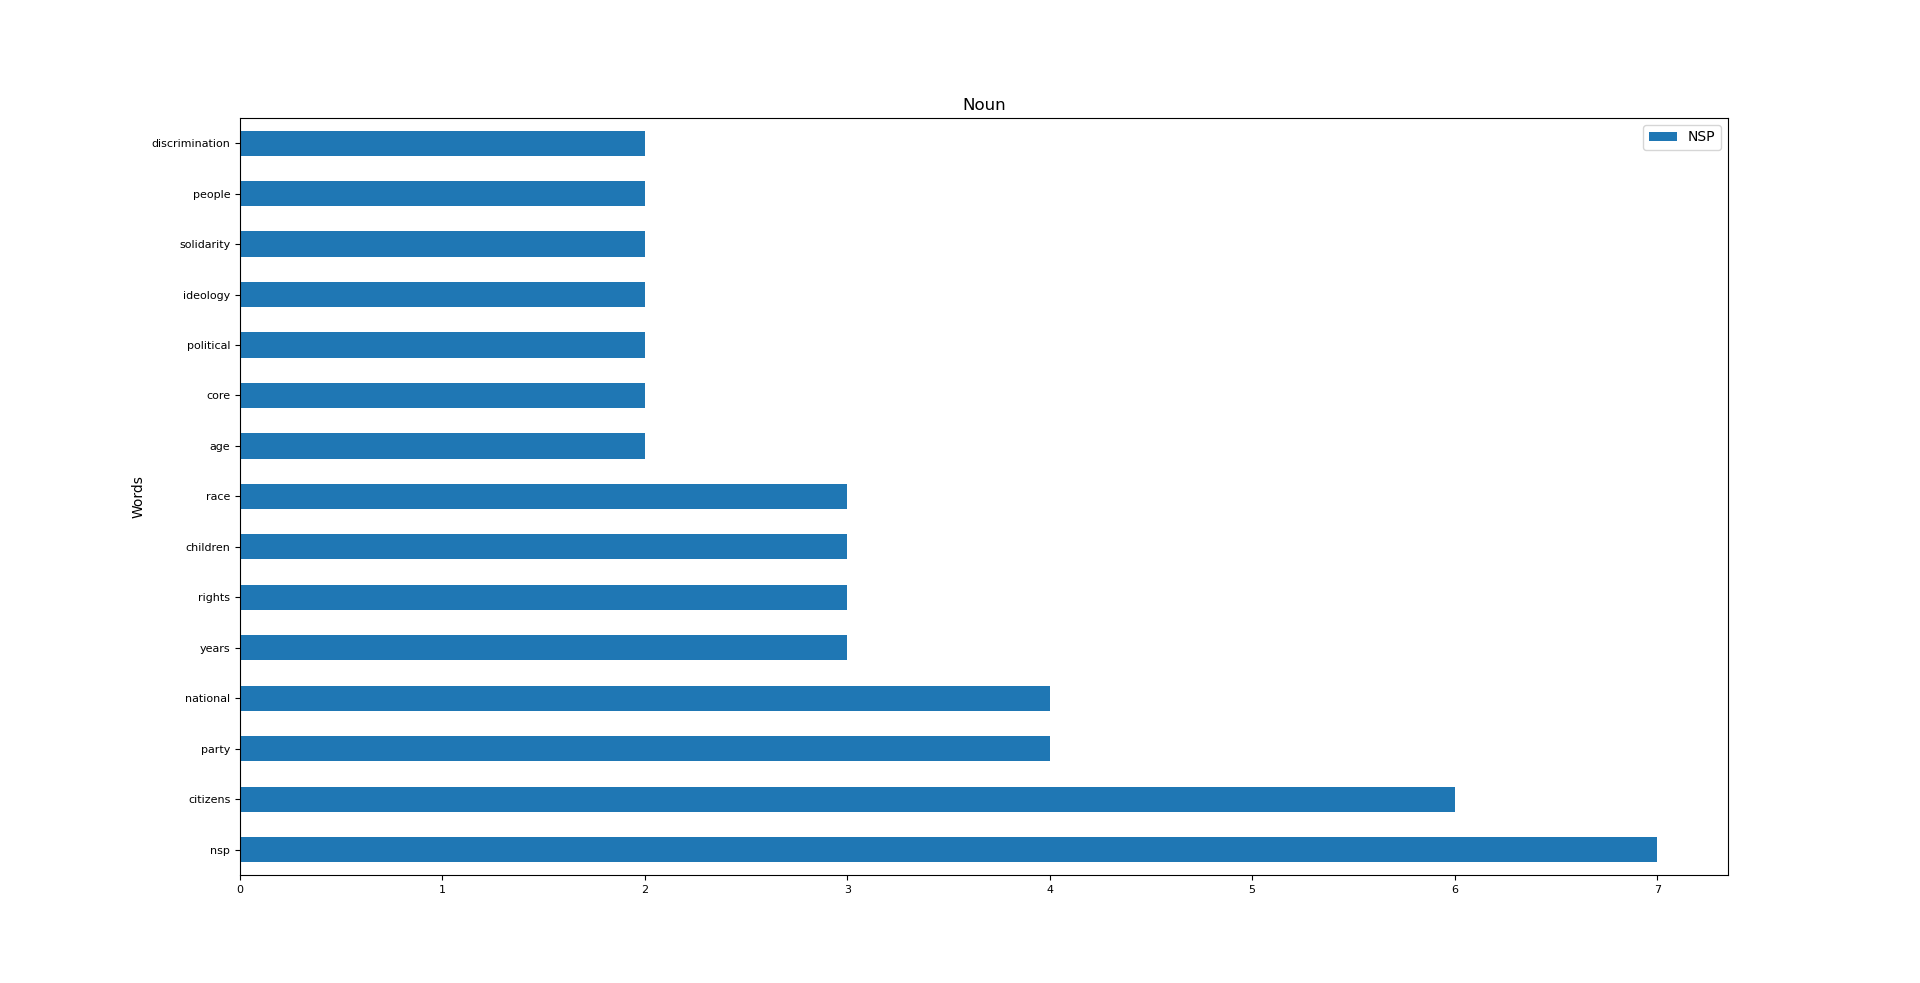 Noun
NSP
discrimination
people
solidarity
ideology
political
core
age
race
children
rights
years
national
party
citizens
nsp
Words
0 1 2 3 4 5 6 7